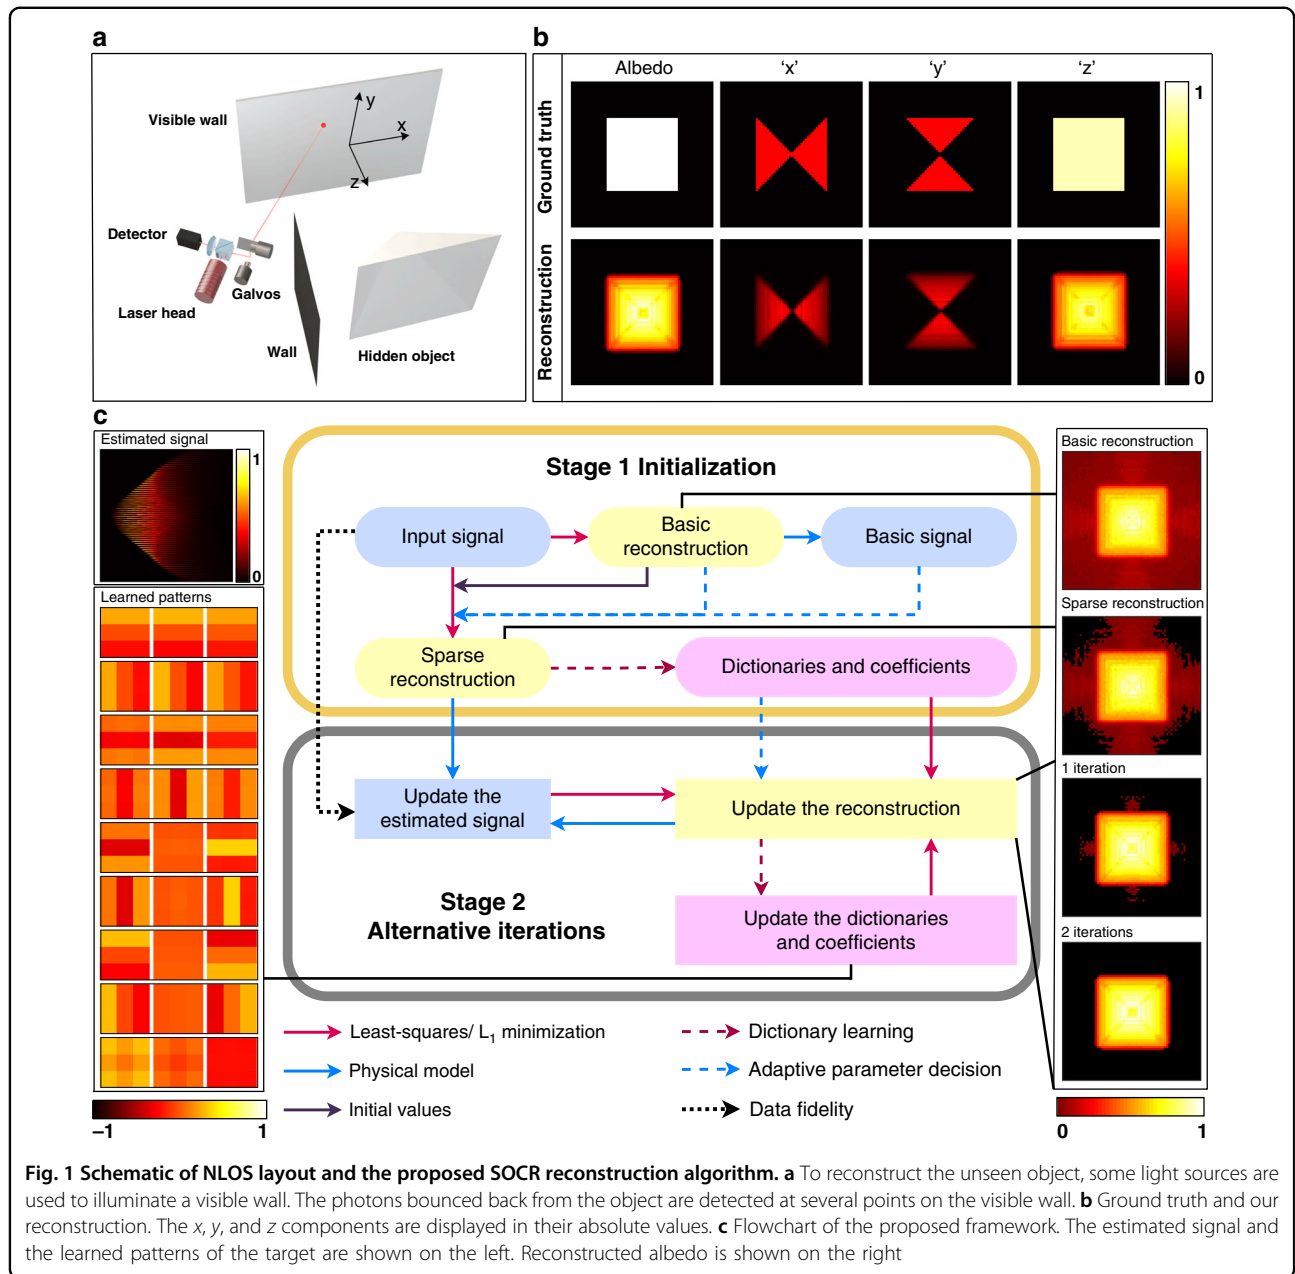 a
Visible wall
y
x
z
Detector
Laser head
Galvos
Wall
Hidden object
b
Albedo
'x'
'y'
'z'
Ground truth
Reconstruction
1
0
c
Estimated signal
1
0
Learned patterns
−1
1
Stage 1 Initialization
Input signal
Basic
reconstruction
Basic signal
Sparse
reconstruction
Dictionaries and coefficients
Update the
estimated signal
Update the reconstruction
Stage 2
Alternative iterations
Update the dictionaries
and coefficients
Least-squares/ L₁ minimization
Physical model
Initial values
Dictionary learning
Adaptive parameter decision
Data fidelity
Basic reconstruction
Sparse reconstruction
1 iteration
2 iterations
0
1
Fig. 1 Schematic of NLOS layout and the proposed SOCR reconstruction algorithm. a To reconstruct the unseen object, some light sources are
used to illuminate a visible wall. The photons bounced back from the object are detected at several points on the visible wall. b Ground truth and our
reconstruction. The x, y, and z components are displayed in their absolute values. c Flowchart of the proposed framework. The estimated signal and
the learned patterns of the target are shown on the left. Reconstructed albedo is shown on the right